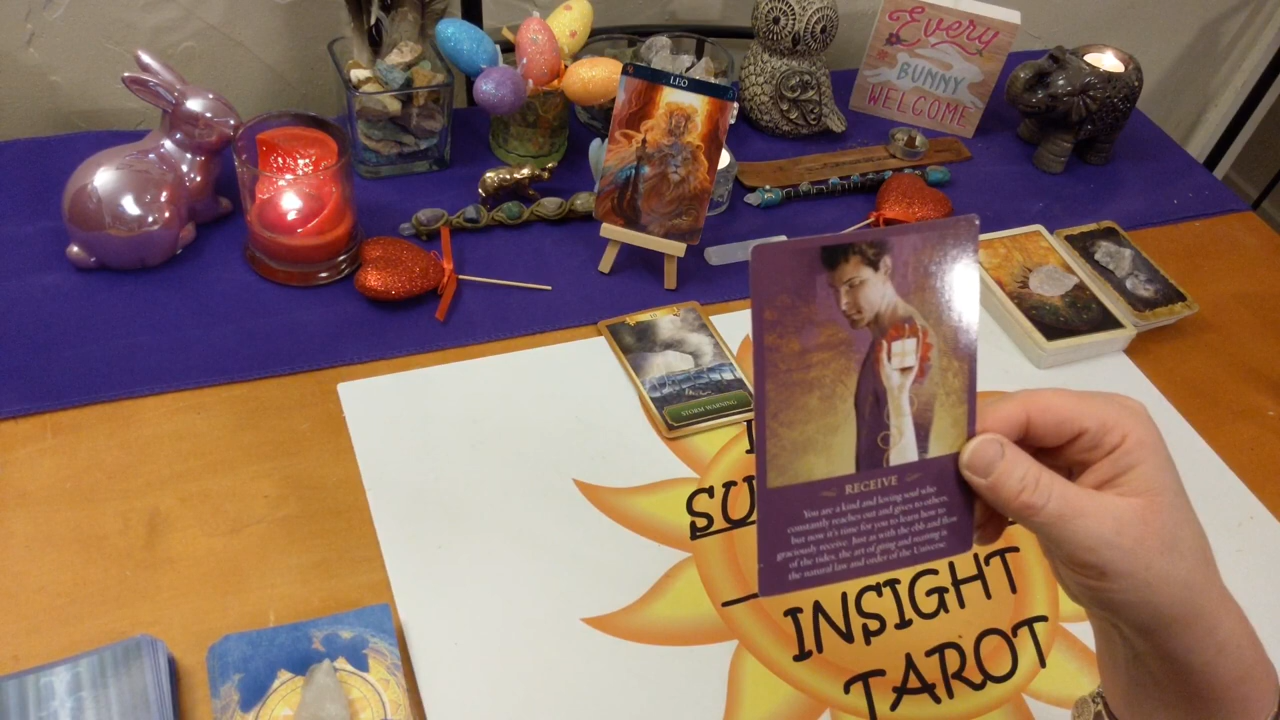 Every
BUNNY
WELCOME
LEO
STORM WARNING
RECEIVE
You are a kind and loving soul who
constantly reaches out and gives to others,
but now it's time for you to learn how to
graciously receive. Just as with the ebb and flow
of the tides, the art of giving and receiving is
the natural law and order of the Universe.
SU
INSIGHT
TAROT